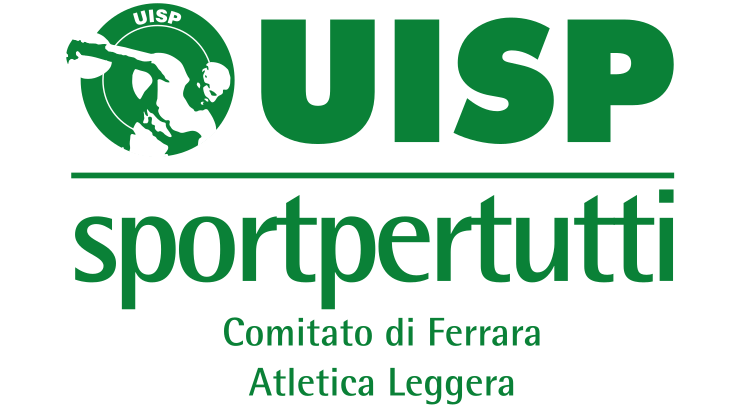 UISP
UISP
sportpertutti
Comitato di Ferrara
Atletica Leggera